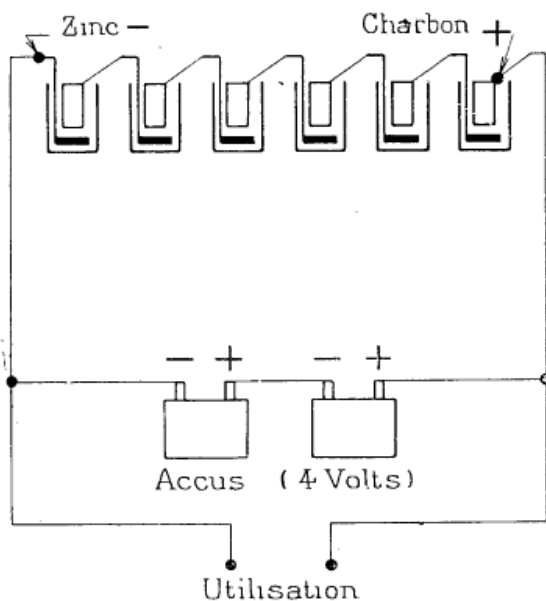 Zinc − Charbon +
− + − +
Accus (4 Volts)
Utilisation